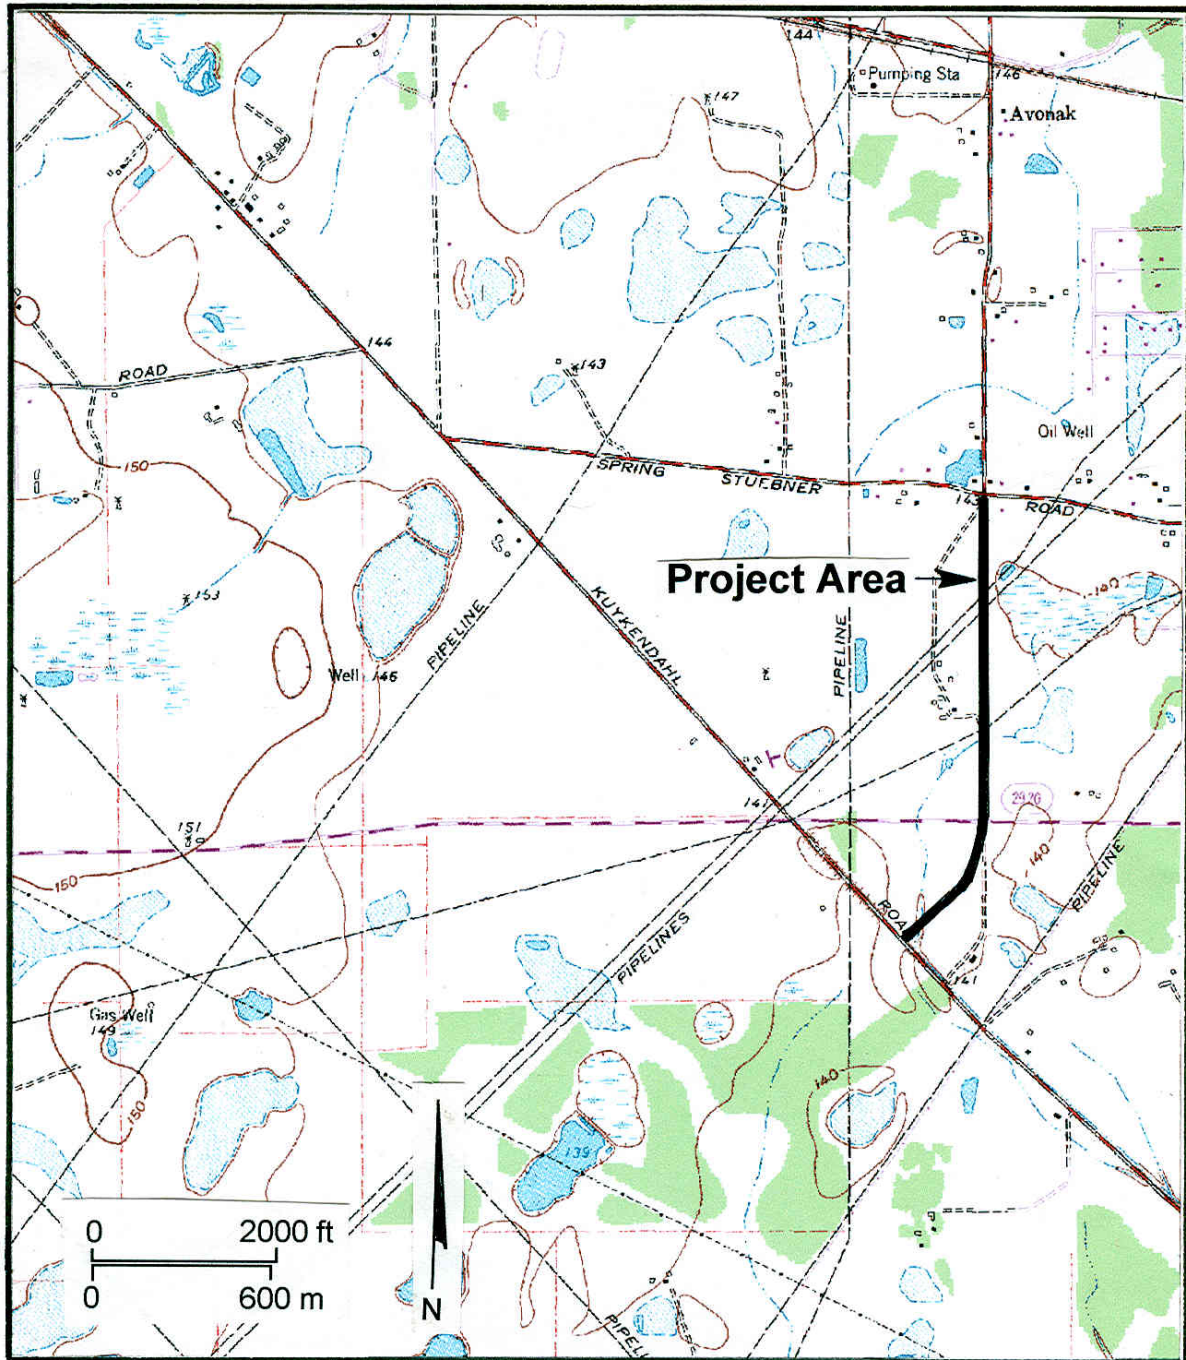 144
146
Pumping Sta
147
Avonak
144
ROAD
143
Oil Well
150
SPRING STUEBNER ROAD
143
Project Area
140
153
KUYKENDAHL
PIPELINE
PIPELINE
Well 146
2920
141
151
140
150
PIPELINE
ROAD
PIPELINES
141
Gas Well
149
140
150
139
0 2000 ft
0 600 m
N